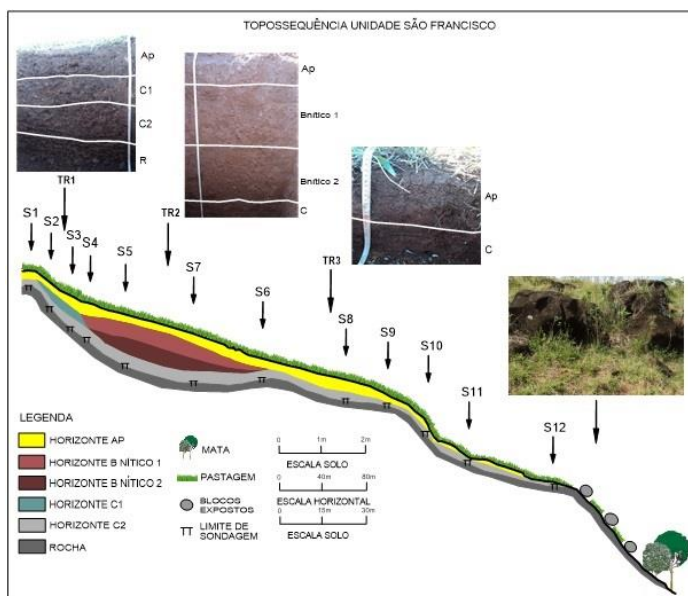 TOPOSSEQUÊNCIA UNIDADE SÃO FRANCISCO
Ap
C1
C2
R
Ap
Bnítico 1
Bnítico 2
C
Ap
C
TR1
TR2
TR3
S1
S2
S3
S4
S5
S7
S6
S8
S9
S10
S11
S12
LEGENDA
HORIZONTE AP
HORIZONTE B NÍTICO 1
HORIZONTE B NÍTICO 2
HORIZONTE C1
HORIZONTE C2
ROCHA
MATA
PASTAGEM
BLOCOS
EXPOSTOS
LIMITE DE
SONDAGEM
0 1m 2m
ESCALA SOLO
0 40m 80m
ESCALA HORIZONTAL
0 15m 30m
ESCALA SOLO